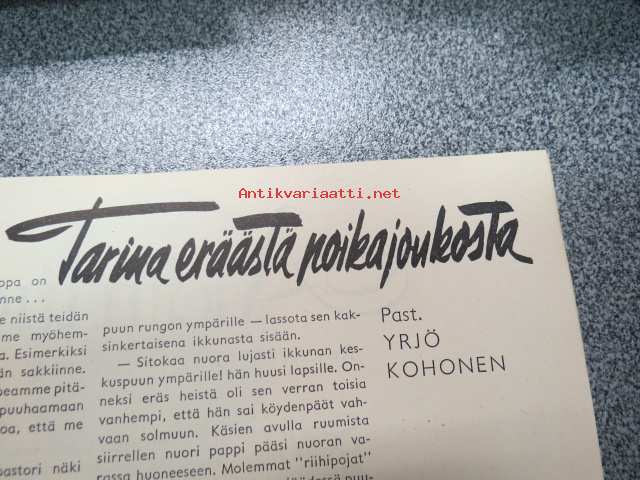 Antikvariaatti.net
Tarina eräästä poikajoukosta
Past.
YRJÖ
KOHONEN
opa on
nne . . .
e niistä teidän
me myöhem-
a. Esimerkiksi
än sakkiinne.
peamme pitä-
puuhaamaan
oa, että me
pastori näki
puun rungon ympärille — lassota sen kak-
sinkertaisena ikkunasta sisään.
— Sitokaa nuora lujasti ikkunan kes-
kuspuun ympärille! hän huusi lapsille. On-
neksi eräs heistä oli sen verran toisia
vanhempi, että hän sai köydenpäät vah-
vaan solmuun. Käsien avulla ruumista
siirrellen nuori pappi pääsi nuoran va-
rassa huoneeseen. Molemmat "riihipojat"